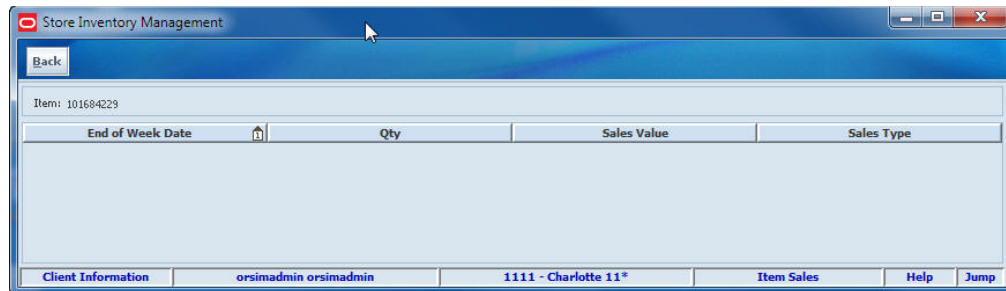 Store Inventory Management
Back
Item: 101684229
End of Week Date 1 Qty Sales Value Sales Type
Client Information orsimadmin orsimadmin 1111 - Charlotte 11* Item Sales Help Jump